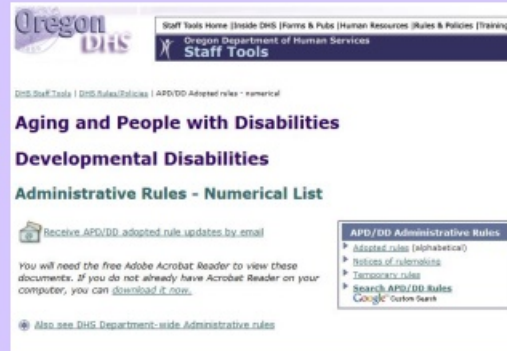 Oregon
DHS
Staff Tools Home |Inside DHS |Forms & Pubs |Human Resources |Rules & Policies |Training
Oregon Department of Human Services
Staff Tools
DHS Staff Tools | DHS Rules/Policies | APD/DD Adopted rules - numerical
Aging and People with Disabilities
Developmental Disabilities
Administrative Rules - Numerical List
Receive APD/DD adopted rule updates by email
You will need the free Adobe Acrobat Reader to view these
documents. If you do not already have Acrobat Reader on your
computer, you can download it now.
Also see DHS Department-wide Administrative rules
APD/DD Administrative Rules
Adopted rules (alphabetical)
Notices of rulemaking
Temporary rules
Search APD/DD Rules
Google Custom Search